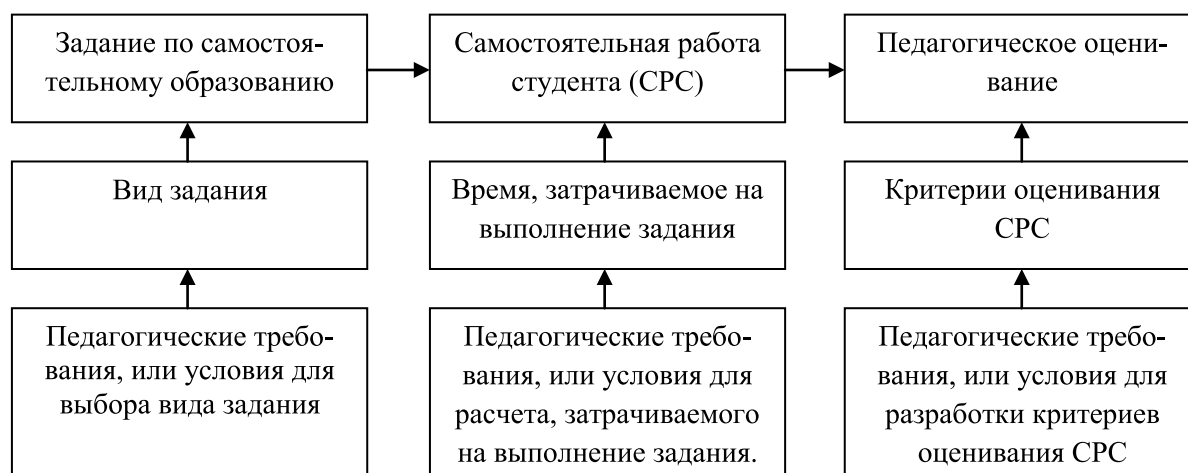 Задание по самостоя-
тельному образованию
Самостоятельная работа
студента (СРС)
Педагогическое оцени-
вание
Вид задания
Время, затрачиваемое на
выполнение задания
Критерии оценивания
СРС
Педагогические требо-
вания, или условия для
выбора вида задания
Педагогические требо-
вания, или условия для
расчета, затрачиваемого
на выполнение задания.
Педагогические требо-
вания, или условия для
разработки критериев
оценивания СРС